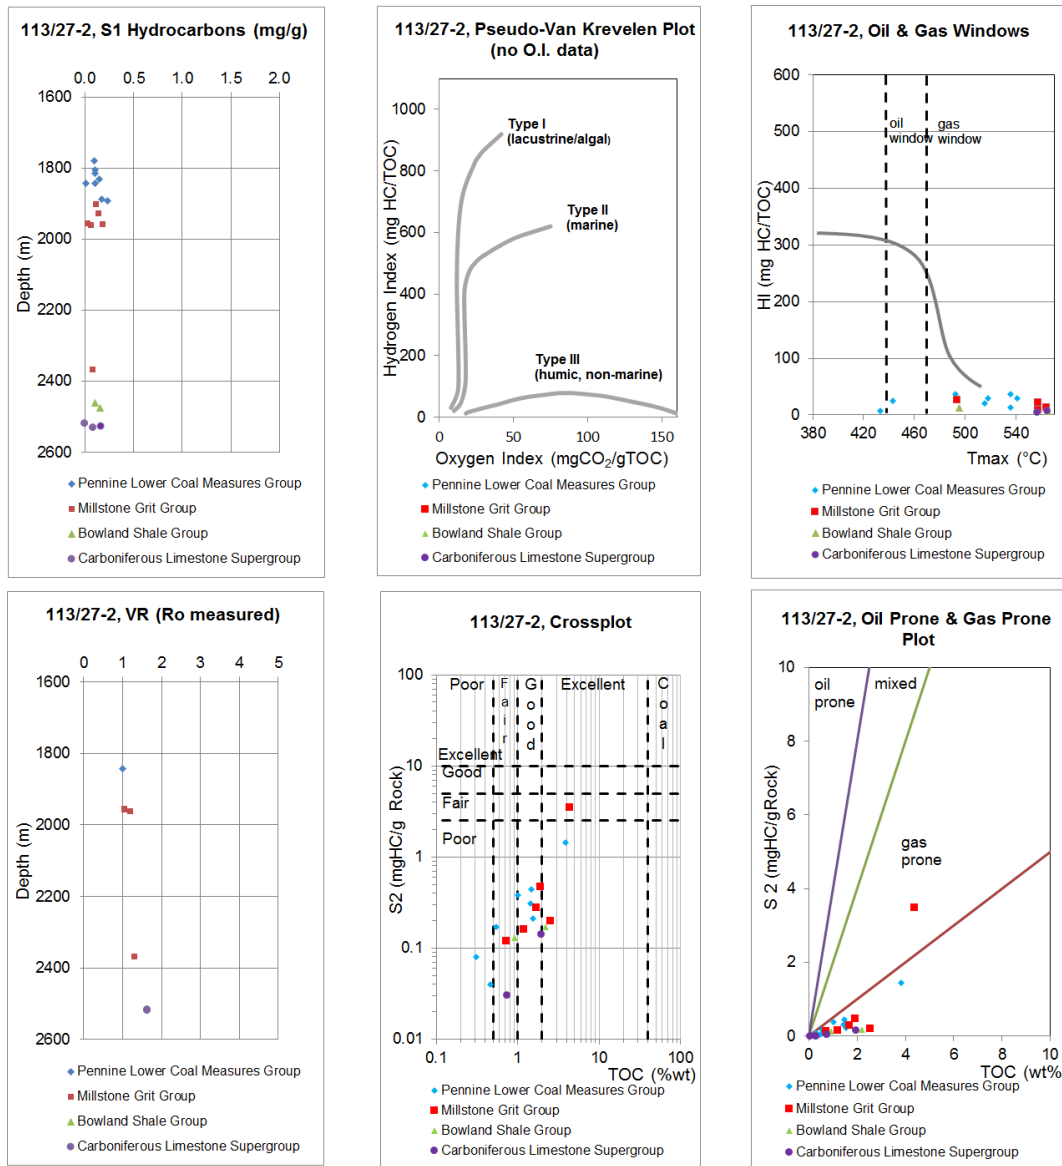 113/27-2, S1 Hydrocarbons (mg/g)
0.0 0.5 1.0 1.5 2.0
1600
1800
2000
2200
2400
2600
Depth (m)
Pennine Lower Coal Measures Group
Millstone Grit Group
Bowland Shale Group
Carboniferous Limestone Supergroup
113/27-2, Pseudo-Van Krevelen Plot
(no O.I. data)
1000
800
600
400
200
0
Hydrogen Index (mg HC/TOC)
Type I
(lacustrine/algal)
Type II
(marine)
Type III
(humic, non-marine)
0 50 100 150
Oxygen Index (mgCO₂/gTOC)
Pennine Lower Coal Measures Group
Millstone Grit Group
Bowland Shale Group
Carboniferous Limestone Supergroup
113/27-2, Oil & Gas Windows
600
500
400
300
200
100
0
HI (mg HC/TOC)
oil
window
gas
window
380 420 460 500 540
Tmax (°C)
Pennine Lower Coal Measures Group
Millstone Grit Group
Bowland Shale Group
Carboniferous Limestone Supergroup
113/27-2, VR (Ro measured)
0 1 2 3 4 5
1600
1800
2000
2200
2400
2600
Depth (m)
Pennine Lower Coal Measures Group
Millstone Grit Group
Bowland Shale Group
Carboniferous Limestone Supergroup
113/27-2, Crossplot
100
10
1
0.1
0.01
S2 (mgHC/g Rock)
Poor
Fair
Good
Excellent
Coal
Excellent
Good
Fair
Poor
0.1 1 10 100
TOC (%wt)
Pennine Lower Coal Measures Group
Millstone Grit Group
Bowland Shale Group
Carboniferous Limestone Supergroup
113/27-2, Oil Prone & Gas Prone
Plot
10
8
6
4
2
0
S 2 (mgHC/gRock)
oil
prone
mixed
gas
prone
0 2 4 6 8 10
TOC (wt%
Pennine Lower Coal Measures Group
Millstone Grit Group
Bowland Shale Group
Carboniferous Limestone Supergroup